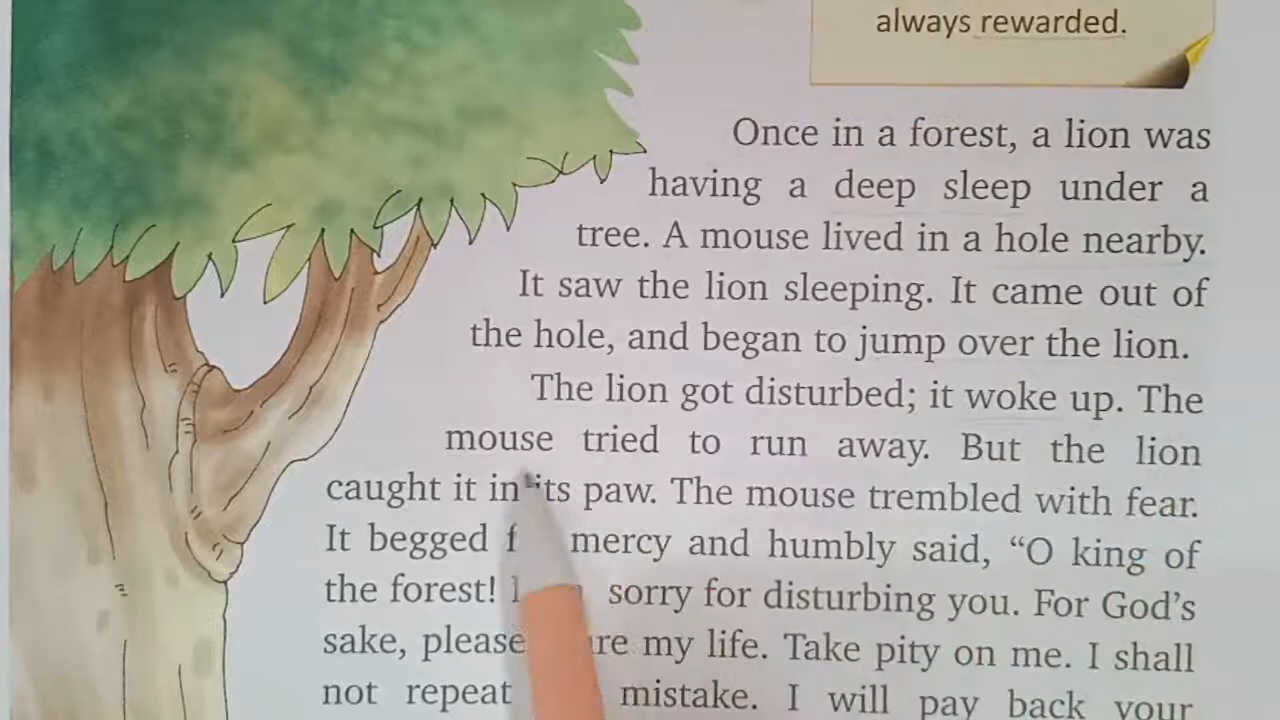 always rewarded.
Once in a forest, a lion was
having a deep sleep under a
tree. A mouse lived in a hole nearby.
It saw the lion sleeping. It came out of
the hole, and began to jump over the lion.
The lion got disturbed; it woke up. The
mouse tried to run away. But the lion
caught it in its paw. The mouse trembled with fear.
It begged mercy and humbly said, “O king of
the forest! sorry for disturbing you. For God’s
sake, please my life. Take pity on me. I shall
not repeat mistake. I will pay back your